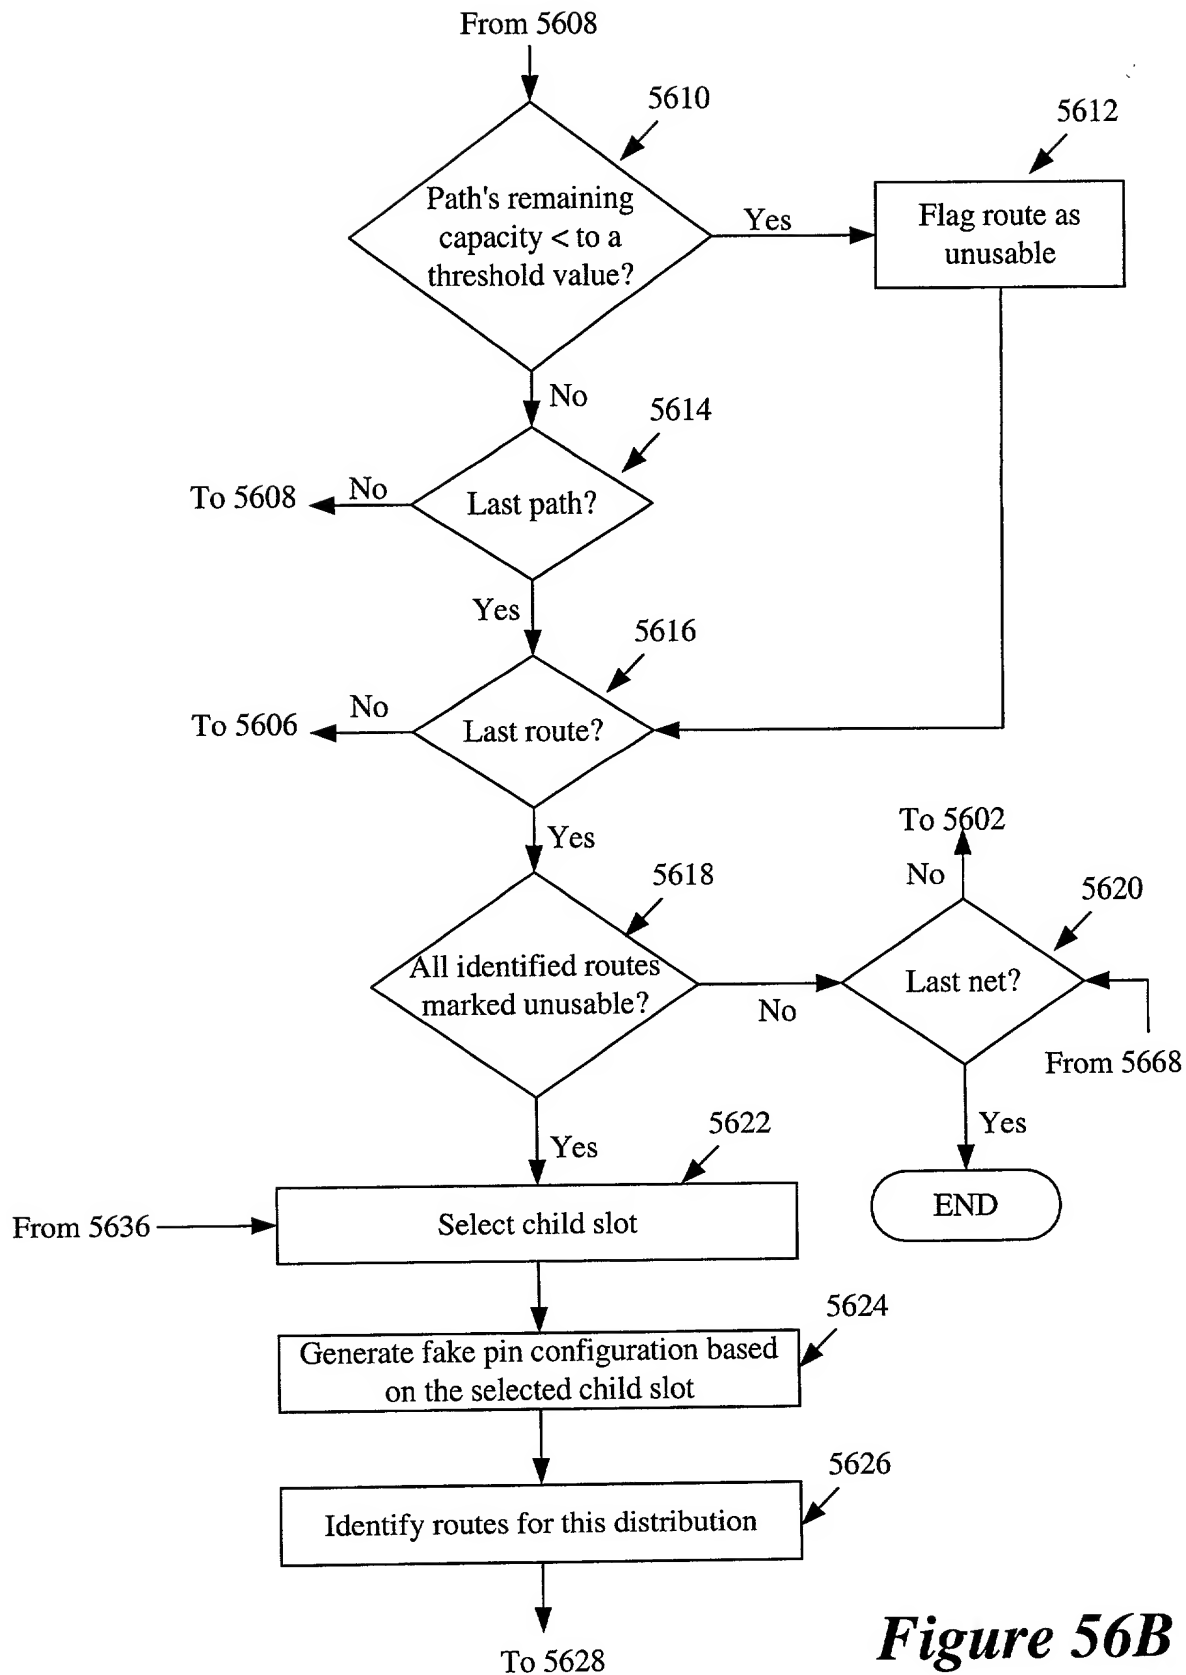 From 5608
5610
5612
Path's remaining
capacity < to a
threshold value?
Yes
Flag route as
unusable
No
5614
To 5608
No
Last path?
Yes
5616
To 5606
No
Last route?
Yes
To 5602
No
5618
5620
All identified routes
marked unusable?
No
Last net?
From 5668
Yes
Yes
5622
From 5636
Select child slot
END
5624
Generate fake pin configuration based
on the selected child slot
5626
Identify routes for this distribution
To 5628
Figure 56B